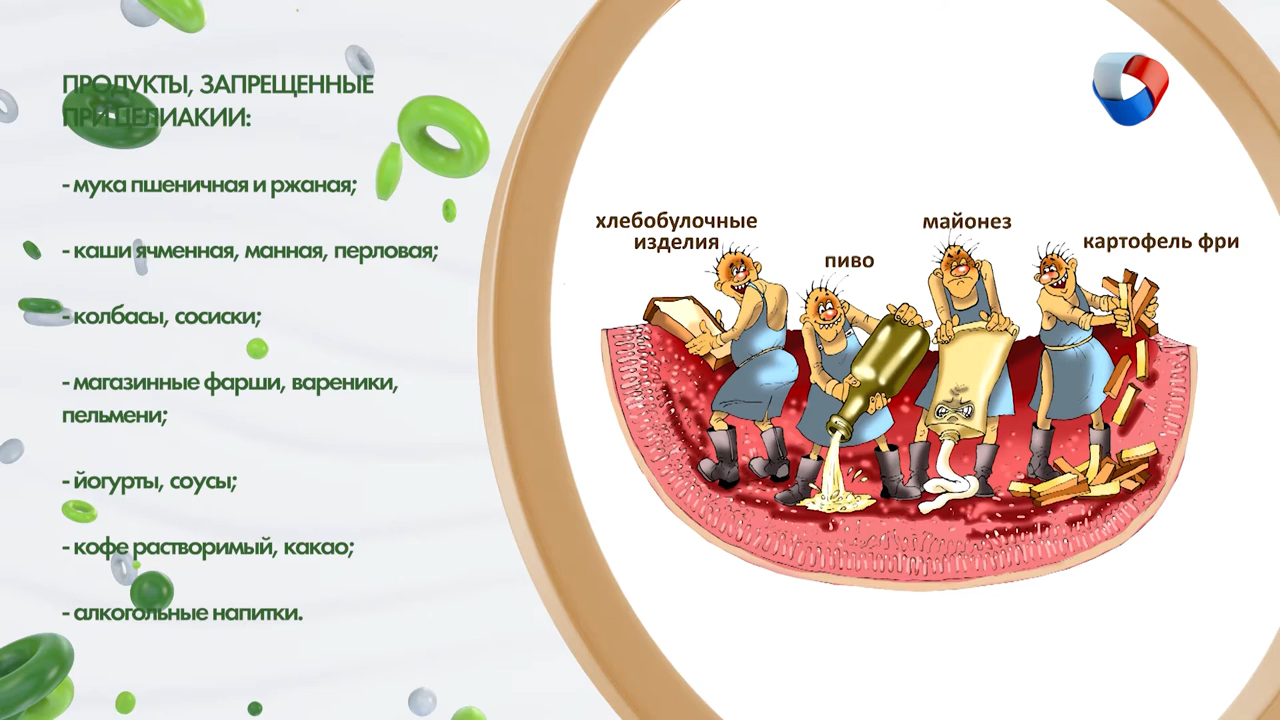 ПРОДУКТЫ, ЗАПРЕЩЕННЫЕ
ПРИ ЦЕЛИАКИИ:
- мука пшеничная и ржаная;
- каши ячменная, манная, перловая;
- колбасы, сосиски;
- магазинные фарши, вареники,
пельмени;
- йогурты, соусы;
- кофе растворимый, какао;
- алкогольные напитки.
хлебобулочные
изделия
пиво
майонез
картофель фри